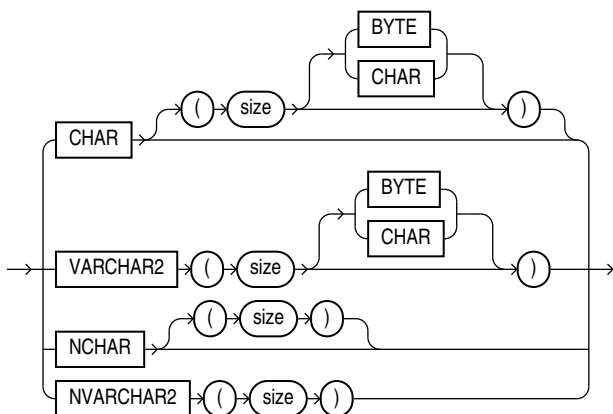 BYTE
CHAR
( size )
CHAR
BYTE
CHAR
VARCHAR2 ( size )
( size )
NCHAR
NVARCHAR2 ( size )